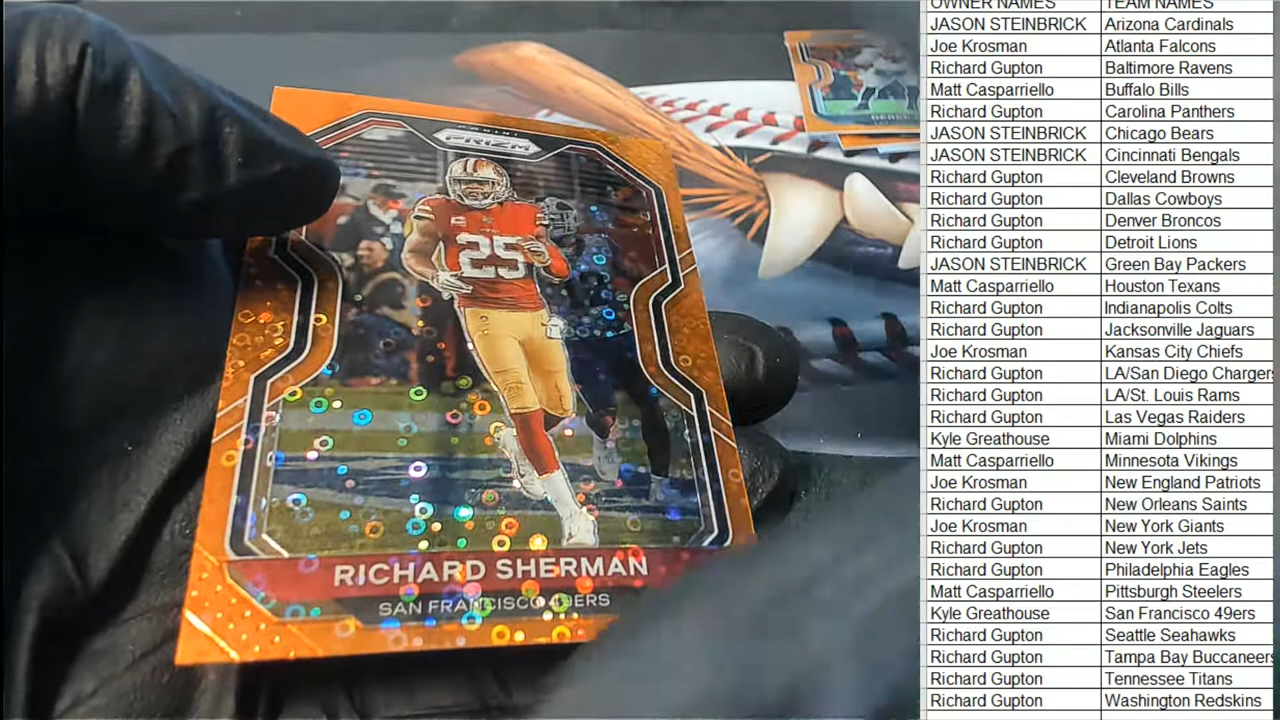 PANINI
PRIZM
25
RICHARD SHERMAN
SAN FRANCISCO 49ERS
OWNER NAMES TEAM NAMES
JASON STEINBRICK Arizona Cardinals
Joe Krosman Atlanta Falcons
Richard Gupton Baltimore Ravens
Matt Casparriello Buffalo Bills
Richard Gupton Carolina Panthers
JASON STEINBRICK Chicago Bears
JASON STEINBRICK Cincinnati Bengals
Richard Gupton Cleveland Browns
Richard Gupton Dallas Cowboys
Richard Gupton Denver Broncos
Richard Gupton Detroit Lions
JASON STEINBRICK Green Bay Packers
Matt Casparriello Houston Texans
Richard Gupton Indianapolis Colts
Richard Gupton Jacksonville Jaguars
Joe Krosman Kansas City Chiefs
Richard Gupton LA/San Diego Chargers
Richard Gupton LA/St. Louis Rams
Richard Gupton Las Vegas Raiders
Kyle Greathouse Miami Dolphins
Matt Casparriello Minnesota Vikings
Joe Krosman New England Patriots
Richard Gupton New Orleans Saints
Joe Krosman New York Giants
Richard Gupton New York Jets
Richard Gupton Philadelphia Eagles
Matt Casparriello Pittsburgh Steelers
Kyle Greathouse San Francisco 49ers
Richard Gupton Seattle Seahawks
Richard Gupton Tampa Bay Buccaneers
Richard Gupton Tennessee Titans
Richard Gupton Washington Redskins